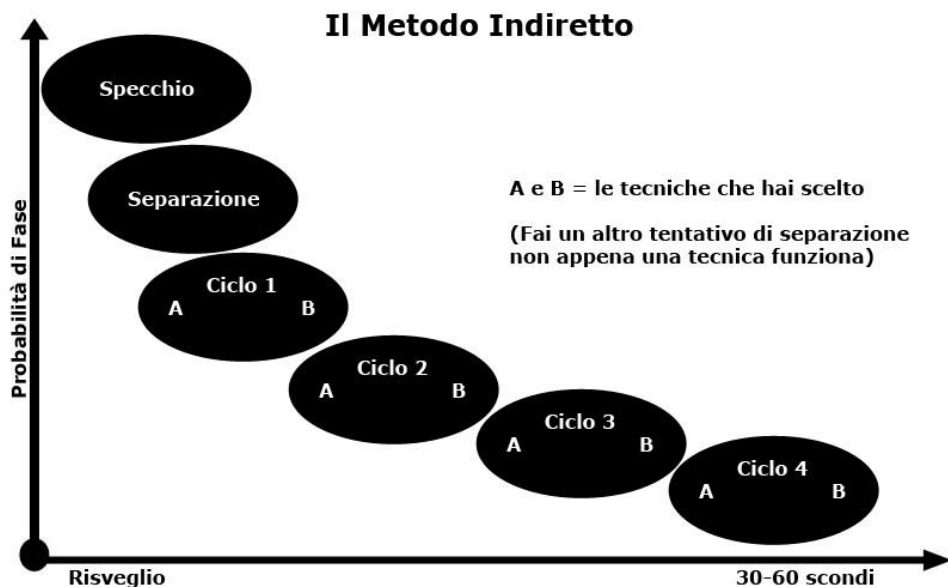 Il Metodo Indiretto
Specchio
Separazione
A e B = le tecniche che hai scelto
(Fai un altro tentativo di separazione
non appena una tecnica funziona)
Ciclo 1
A B
Ciclo 2
A B
Ciclo 3
A B
Ciclo 4
A B
Probabilità di Fase
Risveglio
30-60 scondi